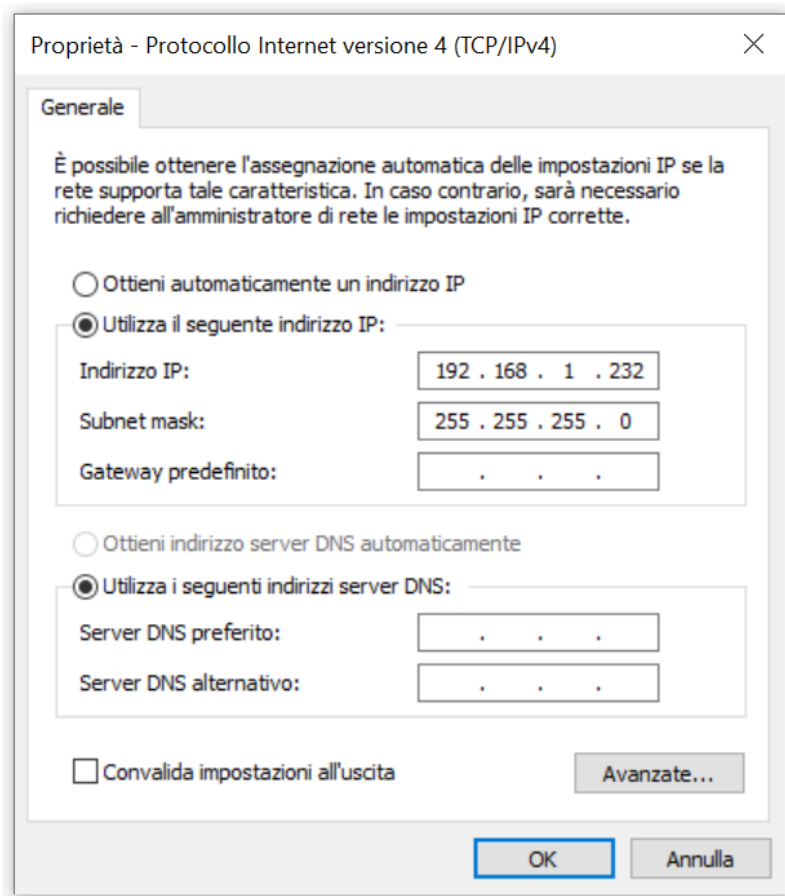 Proprietà - Protocollo Internet versione 4 (TCP/IPv4)
Generale
È possibile ottenere l'assegnazione automatica delle impostazioni IP se la
rete supporta tale caratteristica. In caso contrario, sarà necessario
richiedere all'amministratore di rete le impostazioni IP corrette.
Ottieni automaticamente un indirizzo IP
Utilizza il seguente indirizzo IP:
Indirizzo IP: 192 . 168 . 1 . 232
Subnet mask: 255 . 255 . 255 . 0
Gateway predefinito: . . .
Ottieni indirizzo server DNS automaticamente
Utilizza i seguenti indirizzi server DNS:
Server DNS preferito: . . .
Server DNS alternativo: . . .
Convalida impostazioni all'uscita Avanzate...
OK Annulla